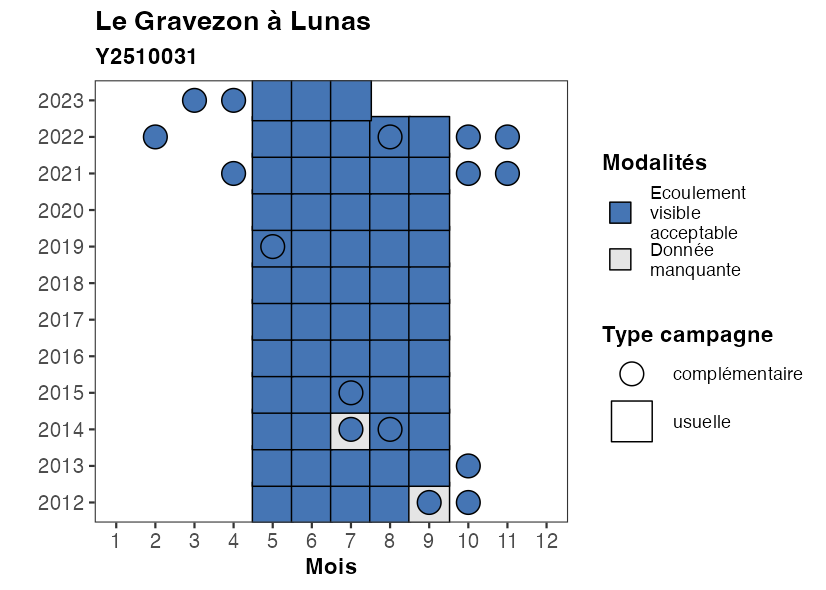 Le Gravezon à Lunas
Y2510031
2023
2022
2021
2020
2019
2018
2017
2016
2015
2014
2013
2012
1 2 3 4 5 6 7 8 9 10 11 12
Mois
Modalités
Ecoulement
visible
acceptable
Donnée
manquante
Type campagne
complémentaire
usuelle